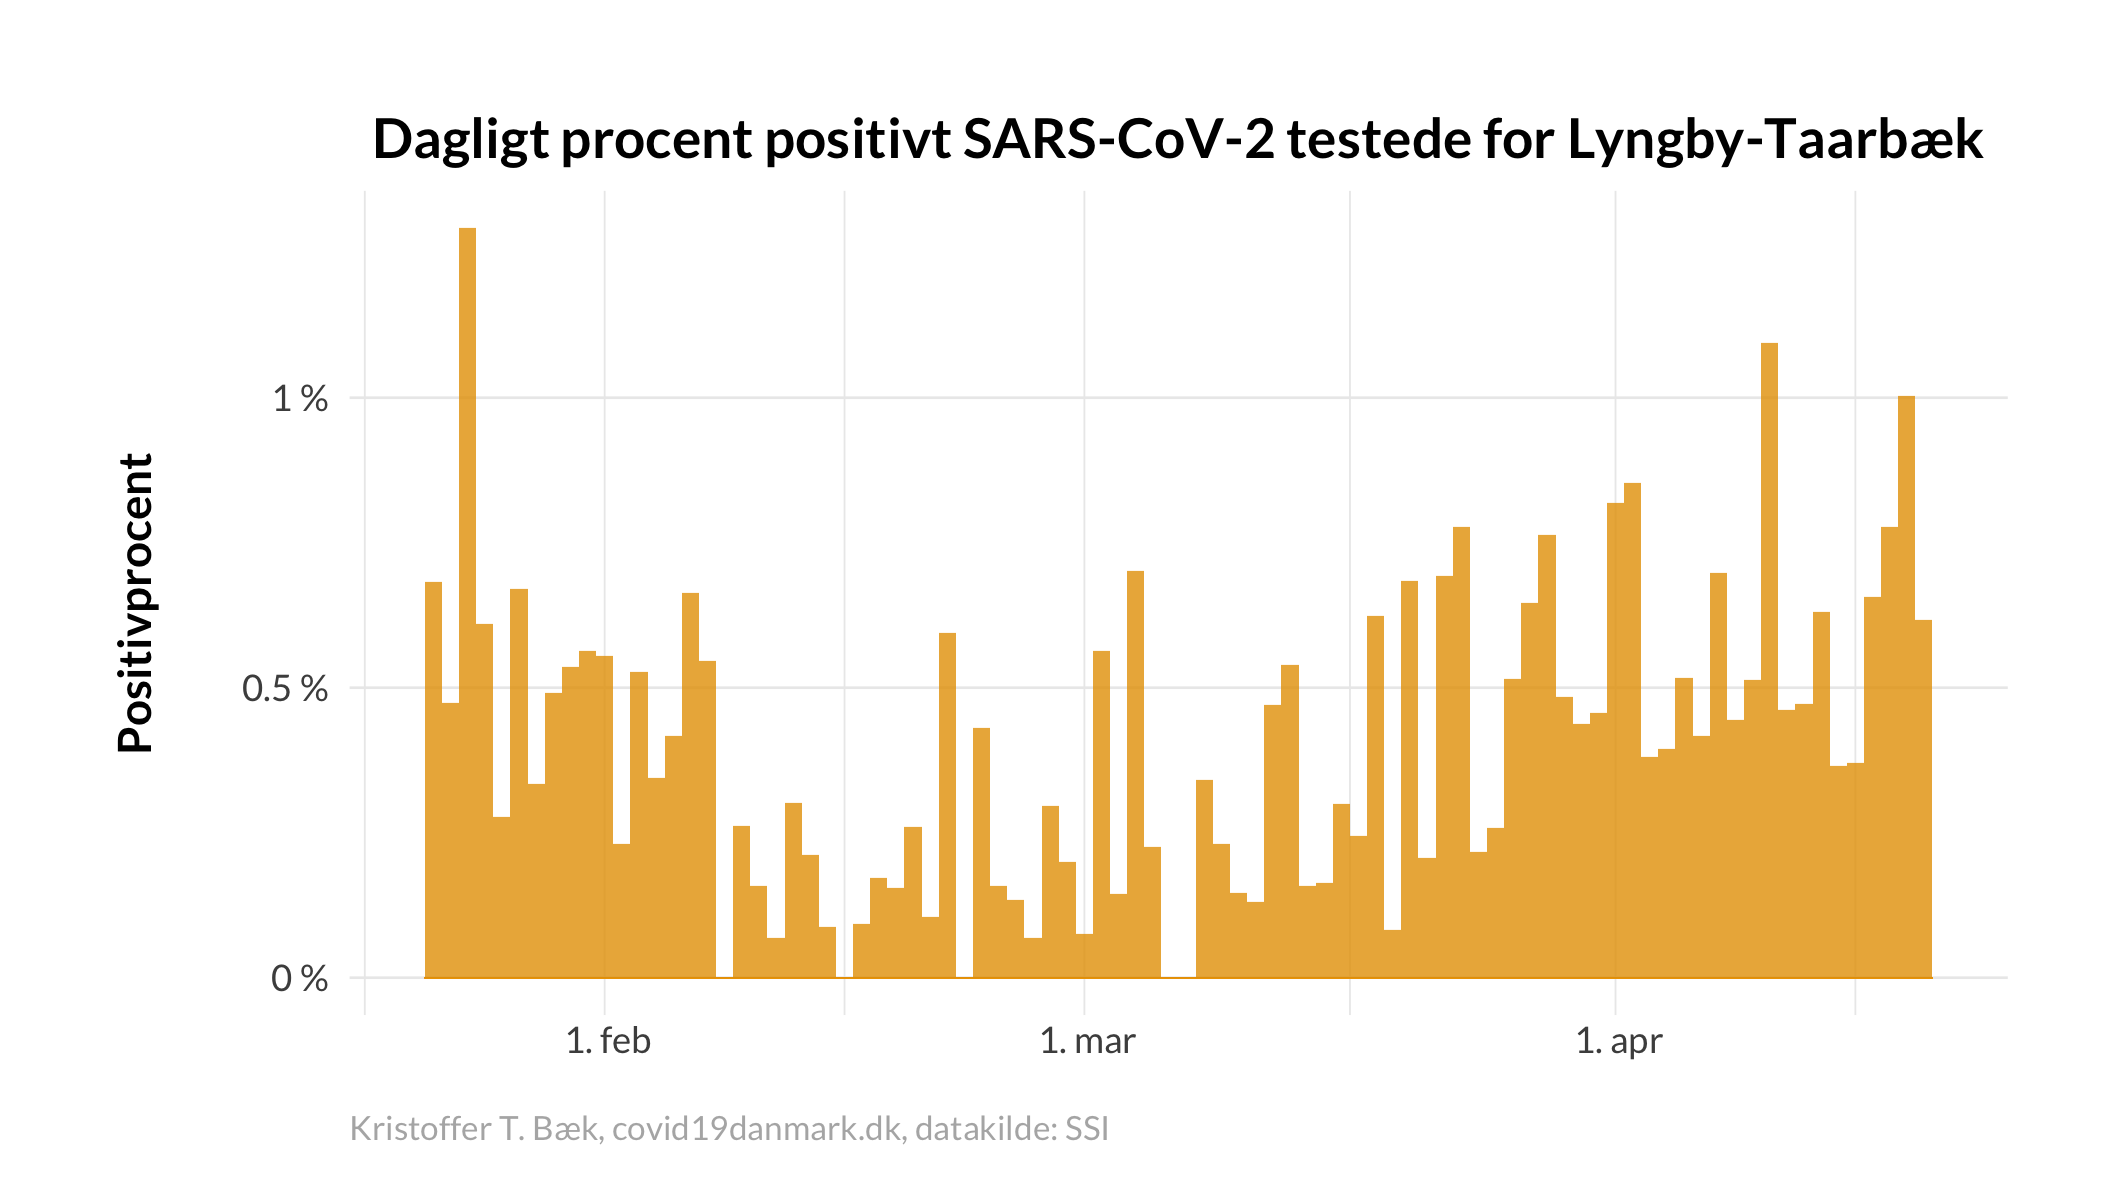 Dagligt procent positivt SARS-CoV-2 testede for Lyngby-Taarbæk
Positivprocent
1 %
0.5 %
0 %
1. feb
1. mar
1. apr
Kristoffer T. Bæk, covid19danmark.dk, datakilde: SSI